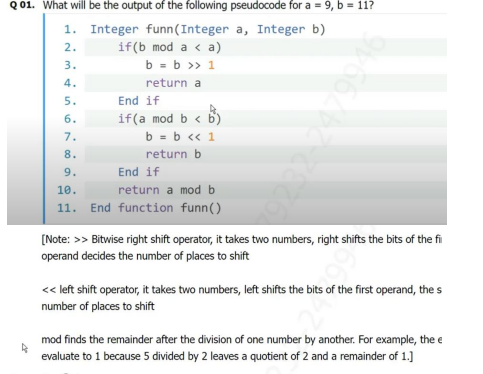 Q 01. What will be the output of the following pseudocode for a = 9, b = 11?
1. Integer funn(Integer a, Integer b)
2. if(b mod a < a)
3. b = b >> 1
4. return a
5. End if
6. if(a mod b < b)
7. b = b << 1
8. return b
9. End if
10. return a mod b
11. End function funn()
[Note: >> Bitwise right shift operator, it takes two numbers, right shifts the bits of the
operand decides the number of places to shift
<< left shift operator, it takes two numbers, left shifts the bits of the first operand, the
number of places to shift
mod finds the remainder after the division of one number by another. For example, the
evaluate to 1 because 5 divided by 2 leaves a quotient of 2 and a remainder of 1.]